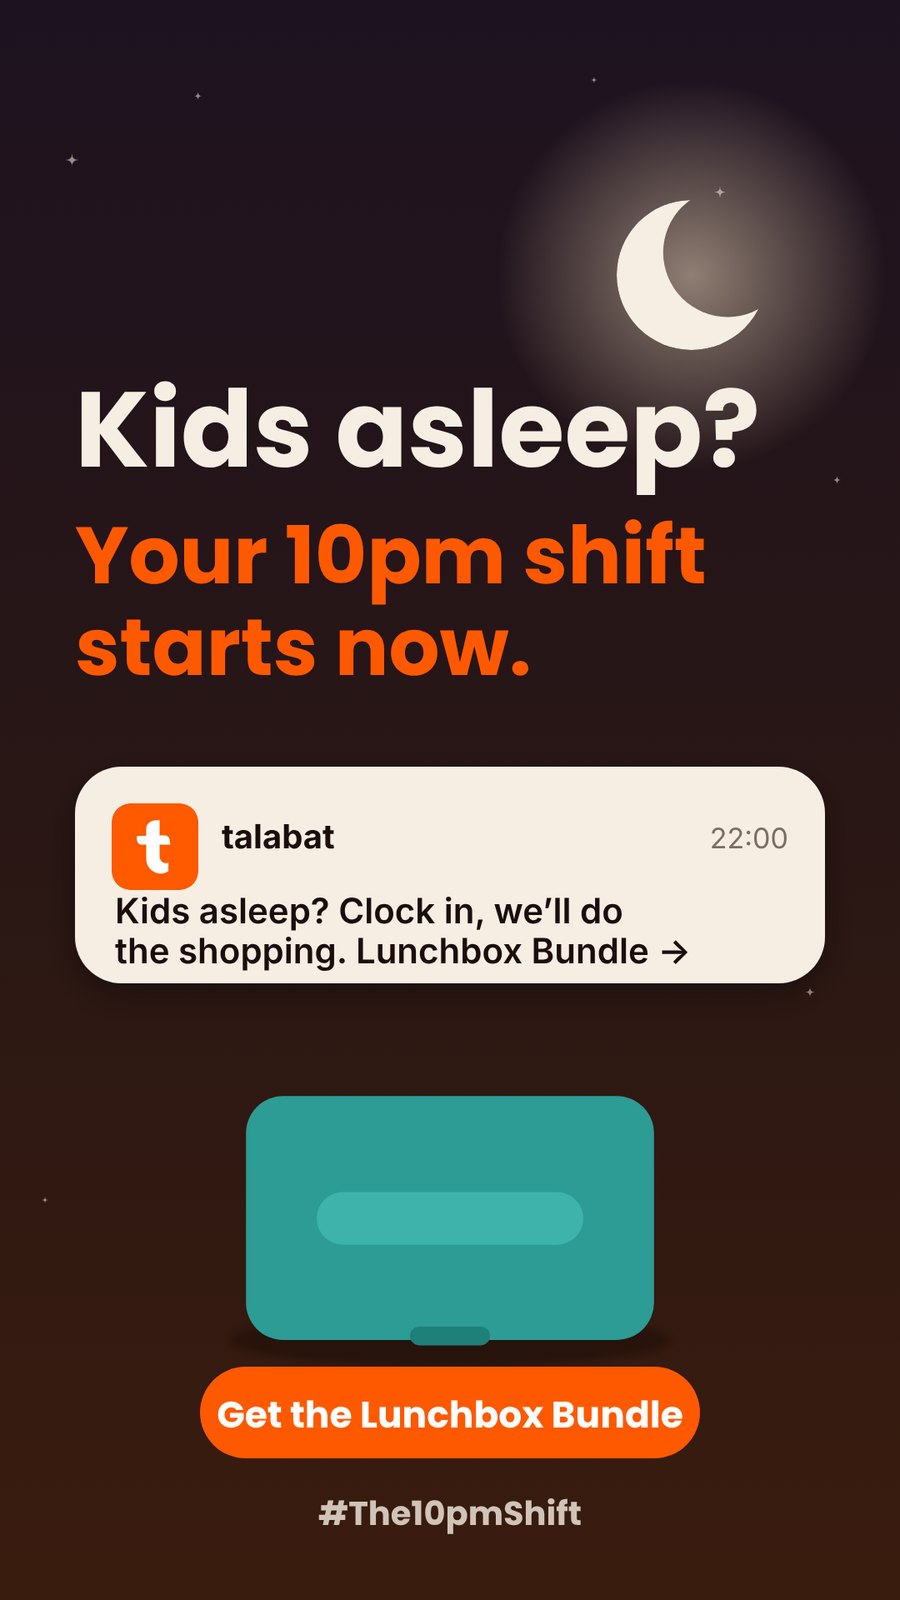 Kids asleep?
Your 10pm shift
starts now.
t
talabat
22:00
Kids asleep? Clock in, we’ll do
the shopping. Lunchbox Bundle →
Get the Lunchbox Bundle
#The10pmShift